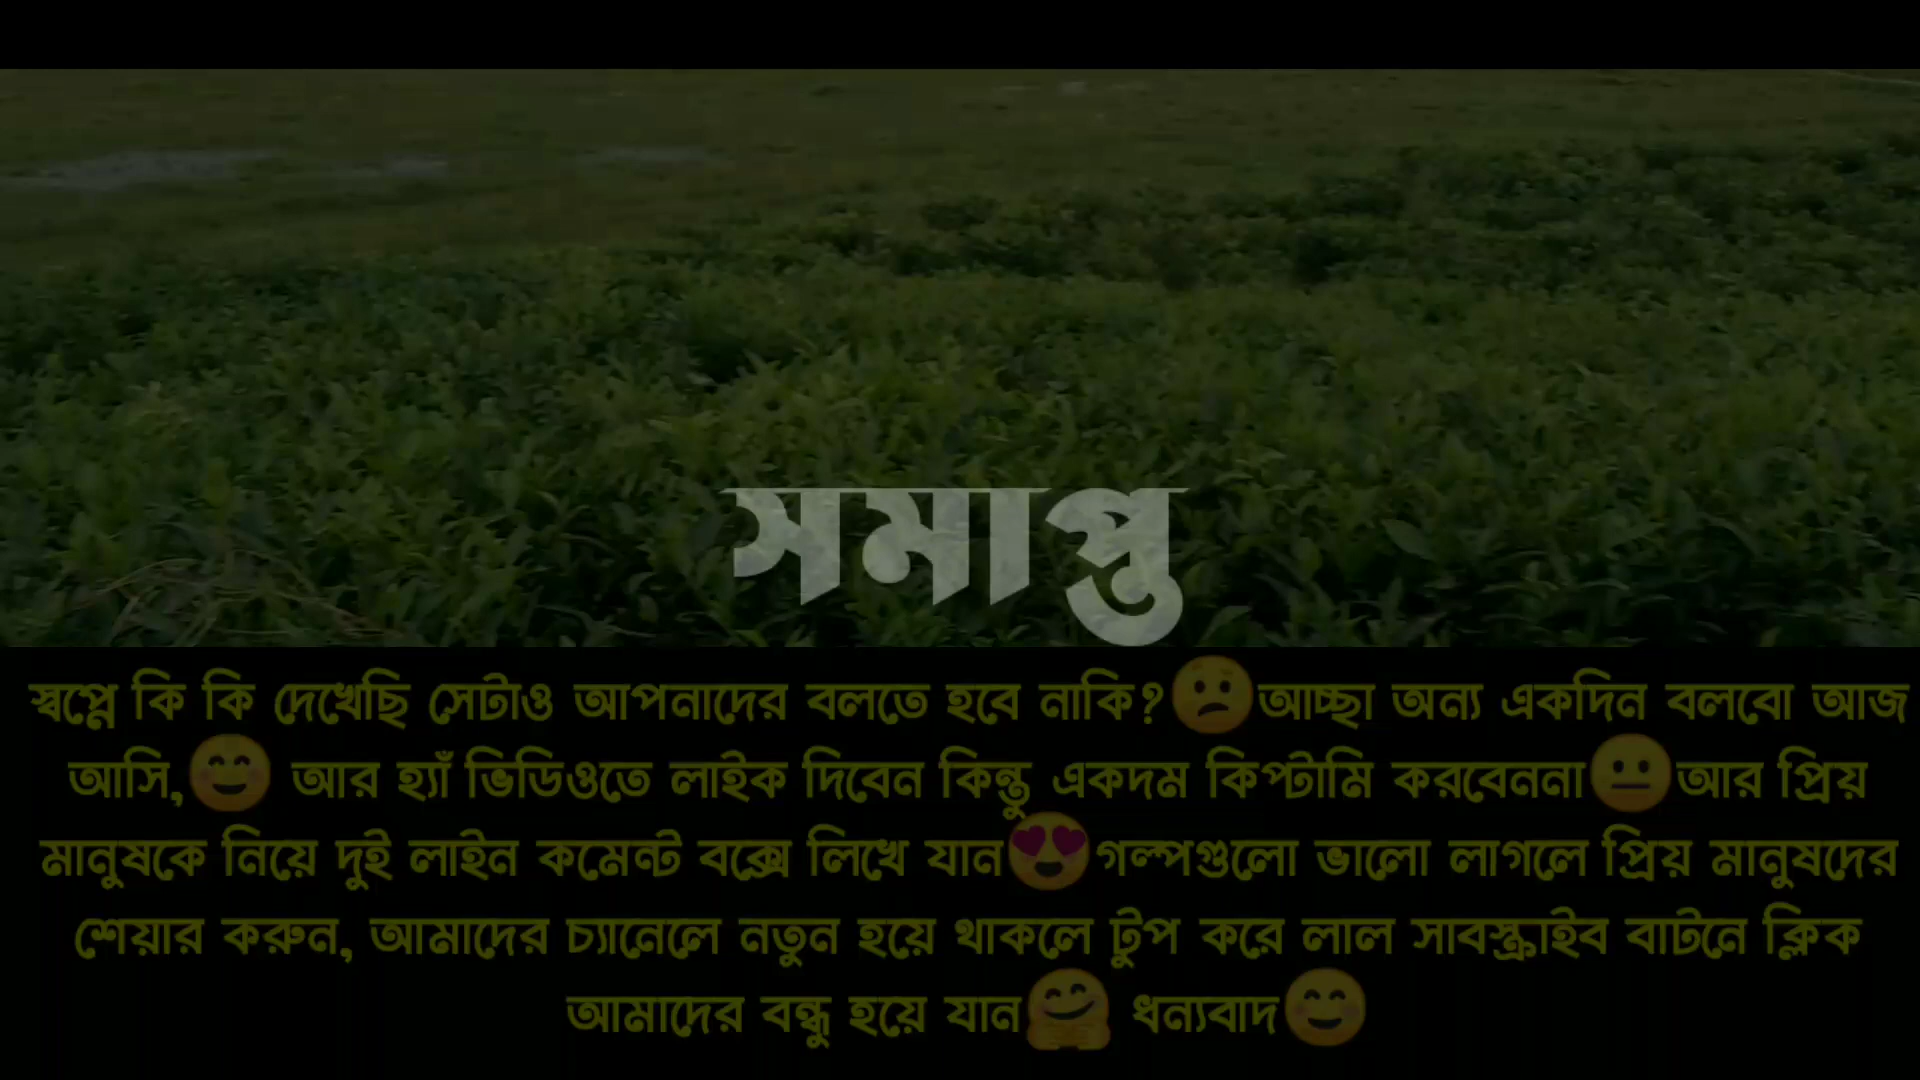 সমাপ্ত
স্বপ্নে কি কি দেখেছি সেটাও আপনাদের বলতে হবে নাকি?😕আচ্ছা অন্য একদিন বলবো আজ
আসি,😊 আর হ্যাঁ ভিডিওতে লাইক দিবেন কিন্তু একদম কিপ্টামি করবেননা😐আর প্রিয়
মানুষকে নিয়ে দুই লাইন কমেন্ট বক্সে লিখে যান😍গল্পগুলো ভালো লাগলে প্রিয় মানুষদের
শেয়ার করুন, আমাদের চ্যানেলে নতুন হয়ে থাকলে টুপ করে লাল সাবস্ক্রাইব বাটনে ক্লিক
আমাদের বন্ধু হয়ে যান🤗 ধন্যবাদ😊